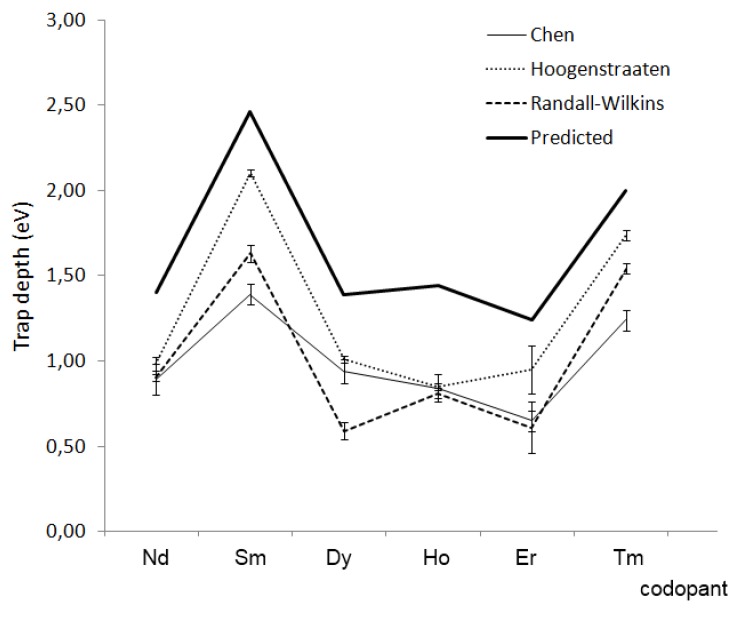 3,00
Chen
Hoogenstraaten
2,50
Randall-Wilkins
Predicted
2,00
Trap depth (eV)
1,50
1,00
0,50
0,00
Nd Sm Dy Ho Er Tm
codopant